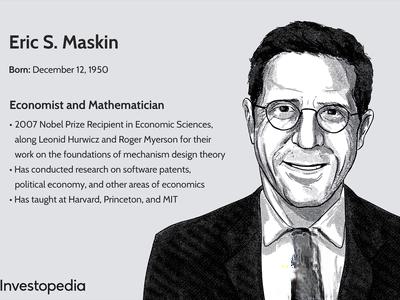 Eric S. Maskin
Born: December 12, 1950
Economist and Mathematician
• 2007 Nobel Prize Recipient in Economic Sciences,
along Leonid Hurwicz and Roger Myerson for their
work on the foundations of mechanism design theory
• Has conducted research on software patents,
political economy, and other areas of economics
• Has taught at Harvard, Princeton, and MIT
Investopedia